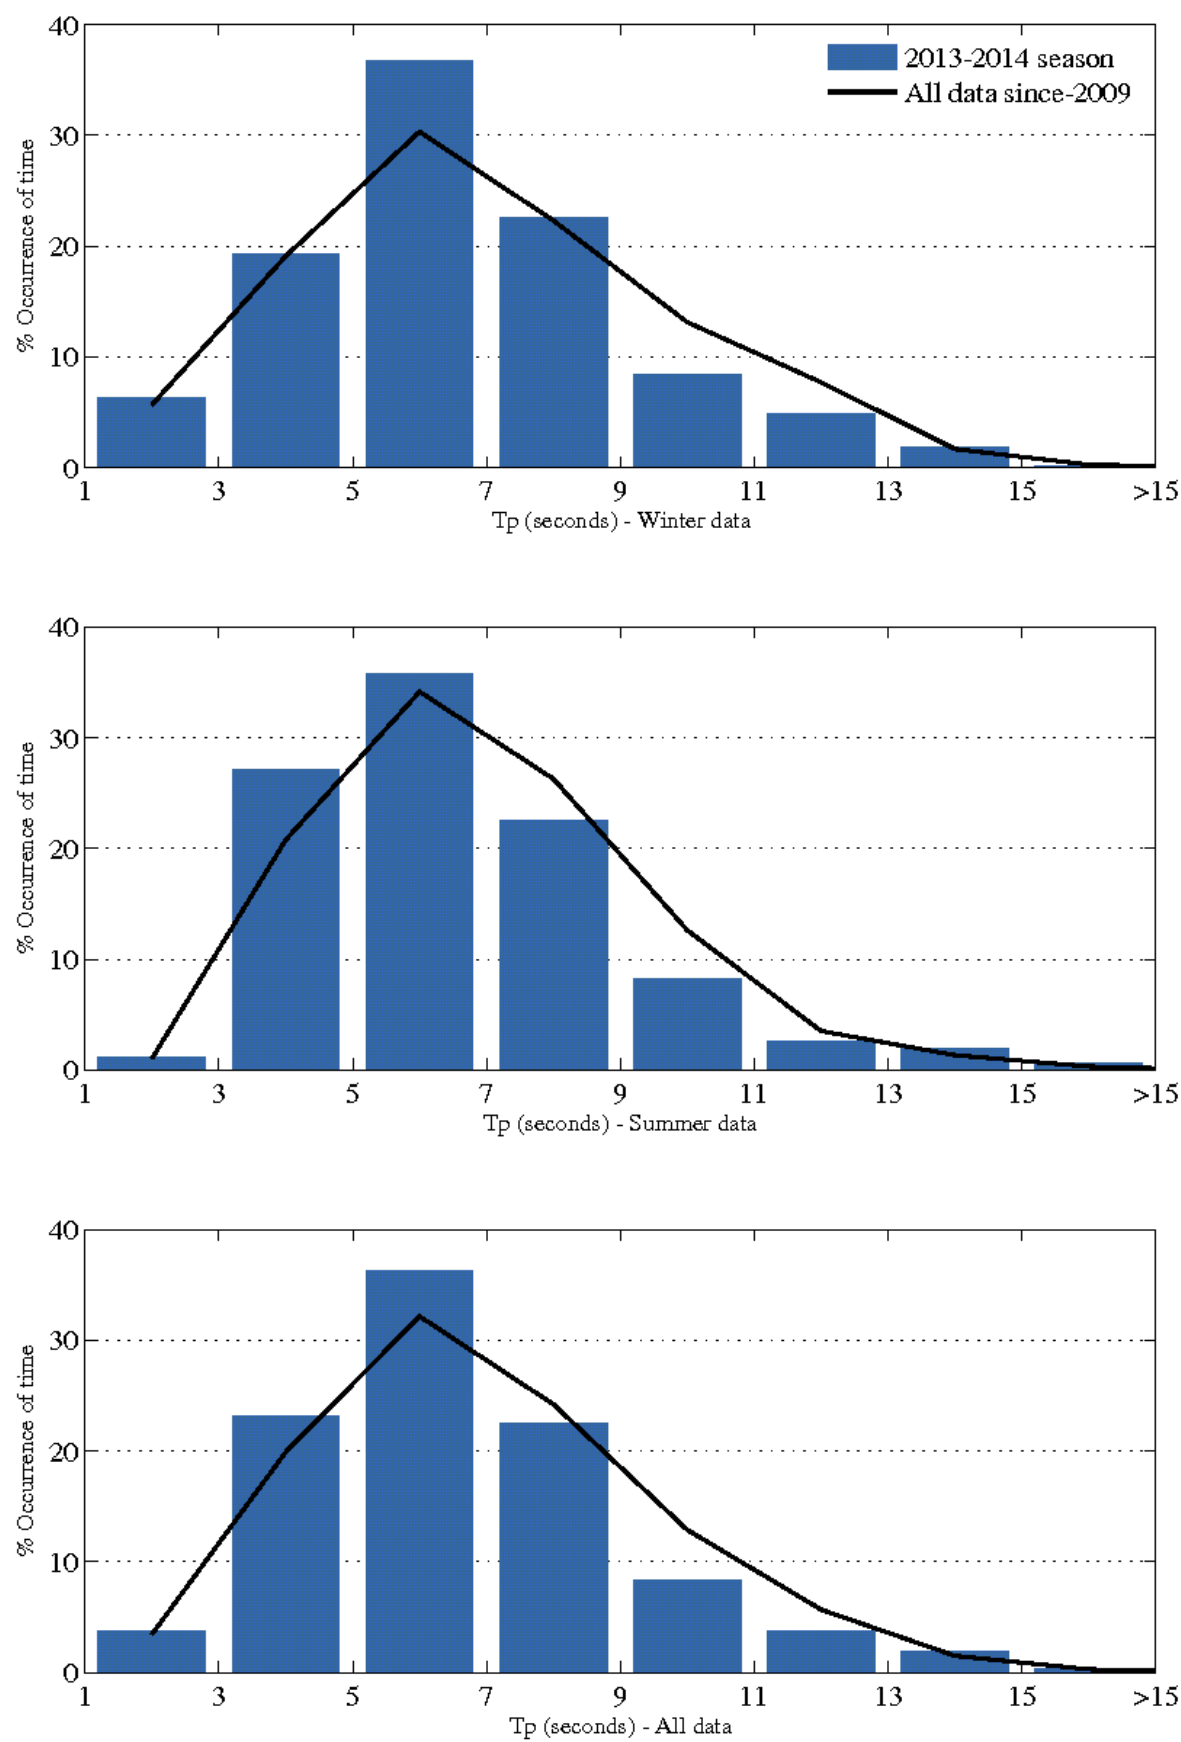 40
2013-2014 season
All data since-2009
30
20
10
0
% Occurrence of time
1 3 5 7 9 11 13 15 >15
Tp (seconds) - Winter data
40
30
20
10
0
% Occurrence of time
1 3 5 7 9 11 13 15 >15
Tp (seconds) - Summer data
40
30
20
10
0
% Occurrence of time
1 3 5 7 9 11 13 15 >15
Tp (seconds) - All data